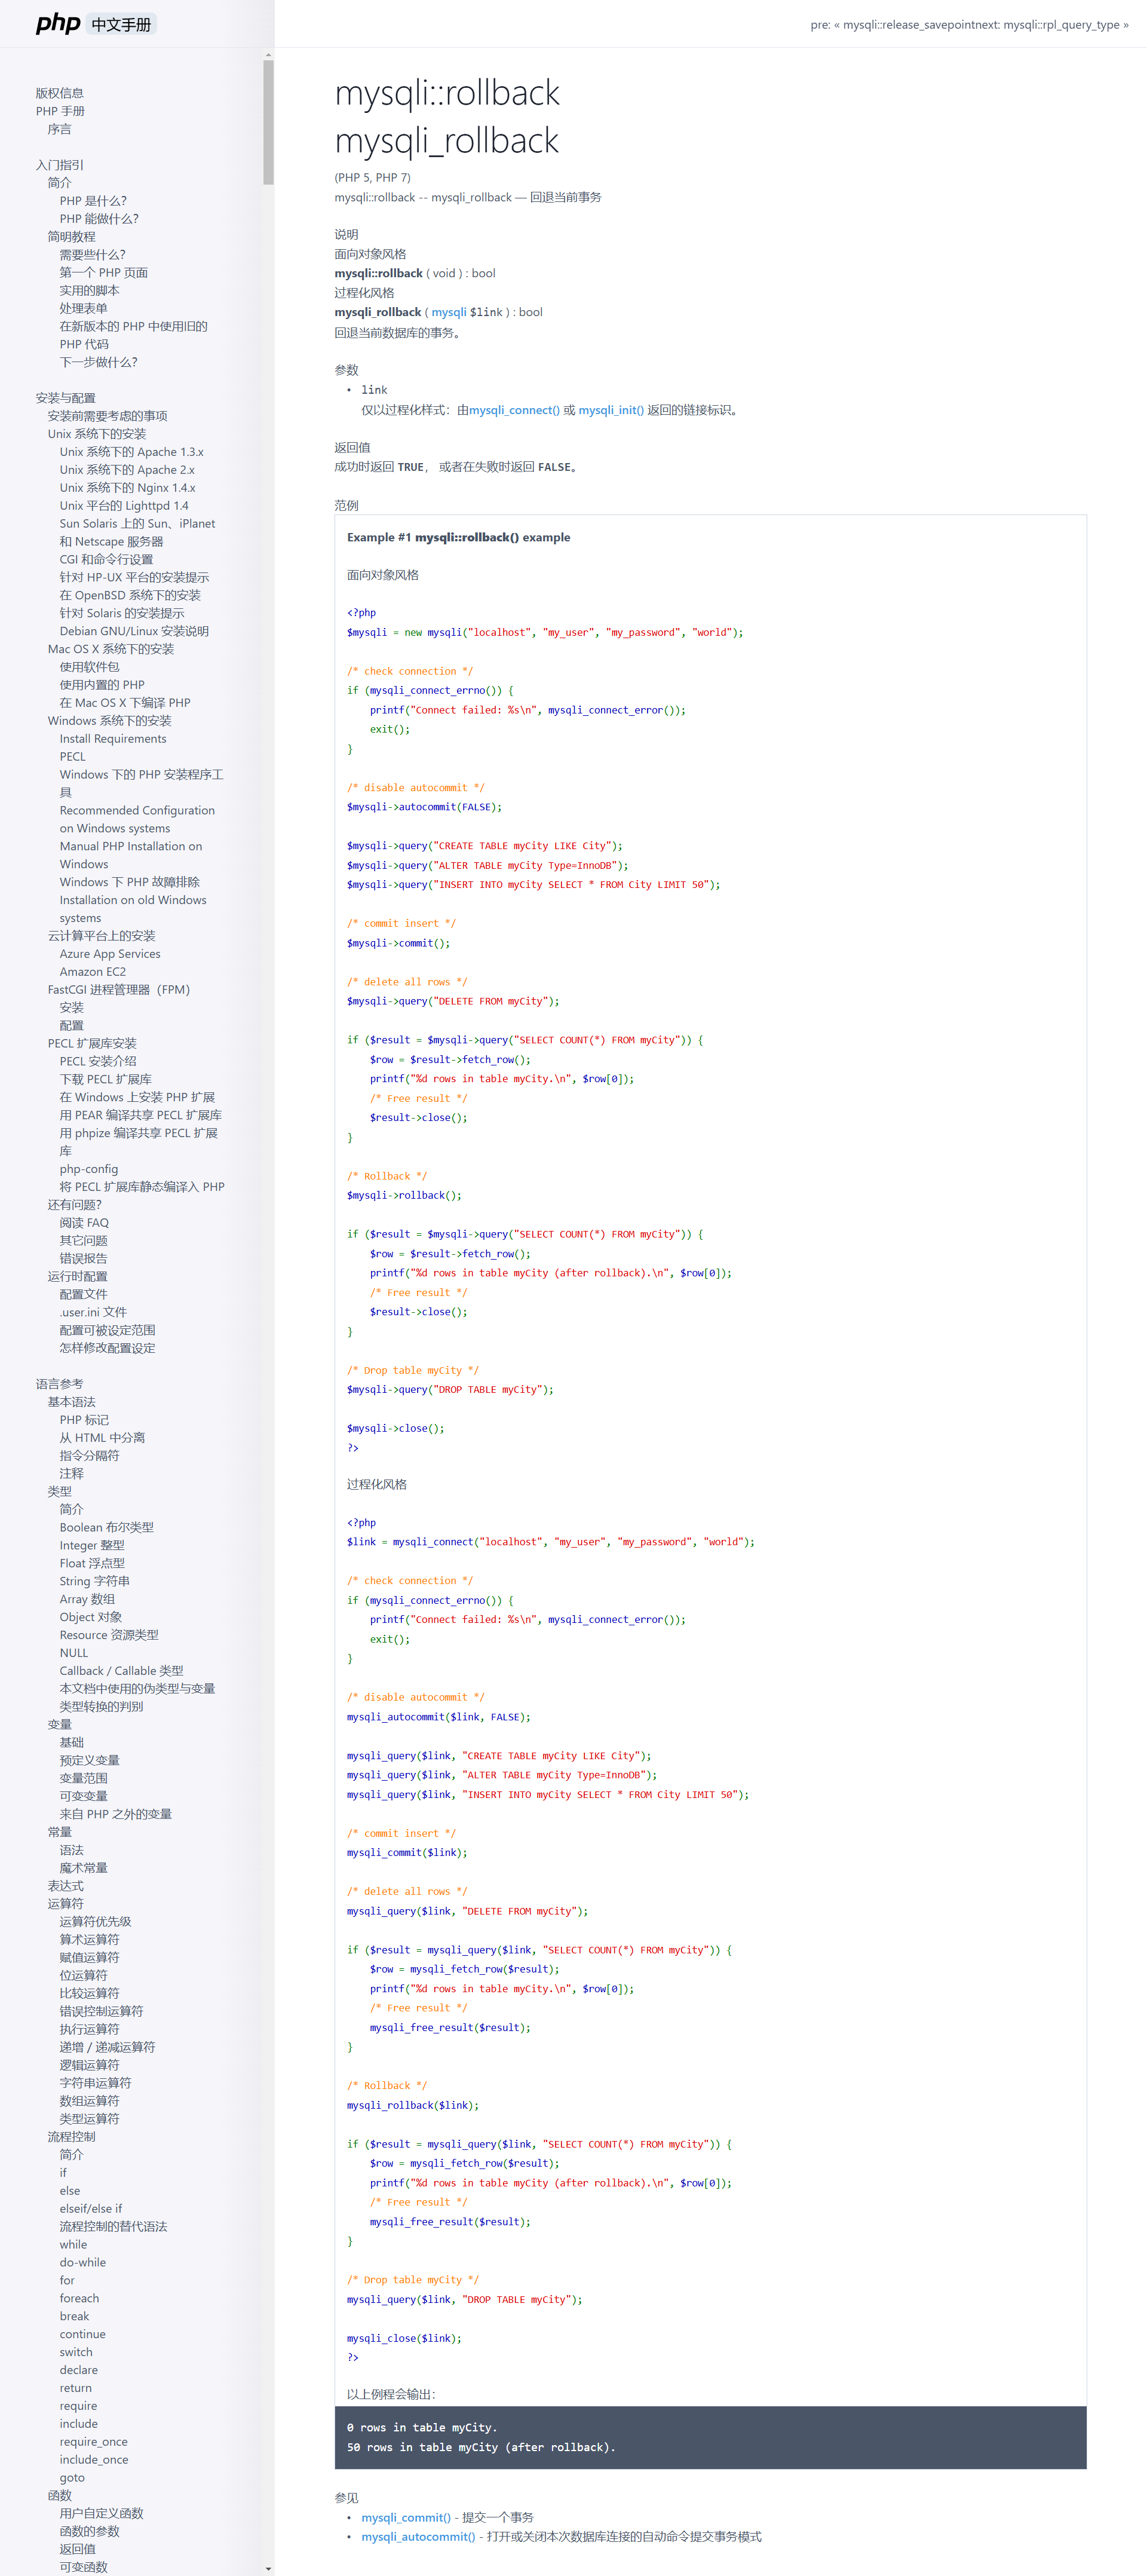 php 中文手册
pre: « mysqli::release_savepointnext: mysqli::rpl_query_type »
版权信息
PHP 手册
序言
入门指引
简介
PHP 是什么？
PHP 能做什么？
简明教程
需要些什么？
第一个 PHP 页面
实用的脚本
处理表单
在新版本的 PHP 中使用旧的
PHP 代码
下一步做什么？
安装与配置
安装前需要考虑的事项
Unix 系统下的安装
Unix 系统下的 Apache 1.3.x
Unix 系统下的 Apache 2.x
Unix 系统下的 Nginx 1.4.x
Unix 平台的 Lighttpd 1.4
Sun Solaris 上的 Sun、iPlanet
和 Netscape 服务器
CGI 和命令行设置
针对 HP-UX 平台的安装提示
在 OpenBSD 系统下的安装
针对 Solaris 的安装提示
Debian GNU/Linux 安装说明
Mac OS X 系统下的安装
使用软件包
使用内置的 PHP
在 Mac OS X 下编译 PHP
Windows 系统下的安装
Install Requirements
PECL
Windows 下的 PHP 安装程序工
具
Recommended Configuration
on Windows systems
Manual PHP Installation on
Windows
Windows 下 PHP 故障排除
Installation on old Windows
systems
云计算平台上的安装
Azure App Services
Amazon EC2
FastCGI 进程管理器（FPM）
安装
配置
PECL 扩展库安装
PECL 安装介绍
下载 PECL 扩展库
在 Windows 上安装 PHP 扩展
用 PEAR 编译共享 PECL 扩展库
用 phpize 编译共享 PECL 扩展
库
php-config
将 PECL 扩展库静态编译入 PHP
还有问题？
阅读 FAQ
其它问题
错误报告
运行时配置
配置文件
.user.ini 文件
配置可被设定范围
怎样修改配置设定
语言参考
基本语法
PHP 标记
从 HTML 中分离
指令分隔符
注释
类型
简介
Boolean 布尔类型
Integer 整型
Float 浮点型
String 字符串
Array 数组
Object 对象
Resource 资源类型
NULL
Callback / Callable 类型
本文档中使用的伪类型与变量
类型转换的判别
变量
基础
预定义变量
变量范围
可变变量
来自 PHP 之外的变量
常量
语法
魔术常量
表达式
运算符
运算符优先级
算术运算符
赋值运算符
位运算符
比较运算符
错误控制运算符
执行运算符
递增 / 递减运算符
逻辑运算符
字符串运算符
数组运算符
类型运算符
流程控制
简介
if
else
elseif/else if
流程控制的替代语法
while
do-while
for
foreach
break
continue
switch
declare
return
require
include
require_once
include_once
goto
函数
用户自定义函数
函数的参数
返回值
可变函数
mysqli::rollback
mysqli_rollback
(PHP 5, PHP 7)
mysqli::rollback -- mysqli_rollback — 回退当前事务
说明
面向对象风格
mysqli::rollback ( void ) : bool
过程化风格
mysqli_rollback ( mysqli $link ) : bool
回退当前数据库的事务。
参数
• link
仅以过程化样式：由mysqli_connect() 或 mysqli_init() 返回的链接标识。
返回值
成功时返回 TRUE， 或者在失败时返回 FALSE。
范例
Example #1 mysqli::rollback() example
面向对象风格
<?php
$mysqli = new mysqli("localhost", "my_user", "my_password", "world");
/* check connection */
if (mysqli_connect_errno()) {
printf("Connect failed: %s\n", mysqli_connect_error());
exit();
}
/* disable autocommit */
$mysqli->autocommit(FALSE);
$mysqli->query("CREATE TABLE myCity LIKE City");
$mysqli->query("ALTER TABLE myCity Type=InnoDB");
$mysqli->query("INSERT INTO myCity SELECT * FROM City LIMIT 50");
/* commit insert */
$mysqli->commit();
/* delete all rows */
$mysqli->query("DELETE FROM myCity");
if ($result = $mysqli->query("SELECT COUNT(*) FROM myCity")) {
$row = $result->fetch_row();
printf("%d rows in table myCity.\n", $row[0]);
/* Free result */
$result->close();
}
/* Rollback */
$mysqli->rollback();
if ($result = $mysqli->query("SELECT COUNT(*) FROM myCity")) {
$row = $result->fetch_row();
printf("%d rows in table myCity (after rollback).\n", $row[0]);
/* Free result */
$result->close();
}
/* Drop table myCity */
$mysqli->query("DROP TABLE myCity");
$mysqli->close();
?>
过程化风格
<?php
$link = mysqli_connect("localhost", "my_user", "my_password", "world");
/* check connection */
if (mysqli_connect_errno()) {
printf("Connect failed: %s\n", mysqli_connect_error());
exit();
}
/* disable autocommit */
mysqli_autocommit($link, FALSE);
mysqli_query($link, "CREATE TABLE myCity LIKE City");
mysqli_query($link, "ALTER TABLE myCity Type=InnoDB");
mysqli_query($link, "INSERT INTO myCity SELECT * FROM City LIMIT 50");
/* commit insert */
mysqli_commit($link);
/* delete all rows */
mysqli_query($link, "DELETE FROM myCity");
if ($result = mysqli_query($link, "SELECT COUNT(*) FROM myCity")) {
$row = mysqli_fetch_row($result);
printf("%d rows in table myCity.\n", $row[0]);
/* Free result */
mysqli_free_result($result);
}
/* Rollback */
mysqli_rollback($link);
if ($result = mysqli_query($link, "SELECT COUNT(*) FROM myCity")) {
$row = mysqli_fetch_row($result);
printf("%d rows in table myCity (after rollback).\n", $row[0]);
/* Free result */
mysqli_free_result($result);
}
/* Drop table myCity */
mysqli_query($link, "DROP TABLE myCity");
mysqli_close($link);
?>
以上例程会输出：
0 rows in table myCity.
50 rows in table myCity (after rollback).
参见
• mysqli_commit() - 提交一个事务
• mysqli_autocommit() - 打开或关闭本次数据库连接的自动命令提交事务模式